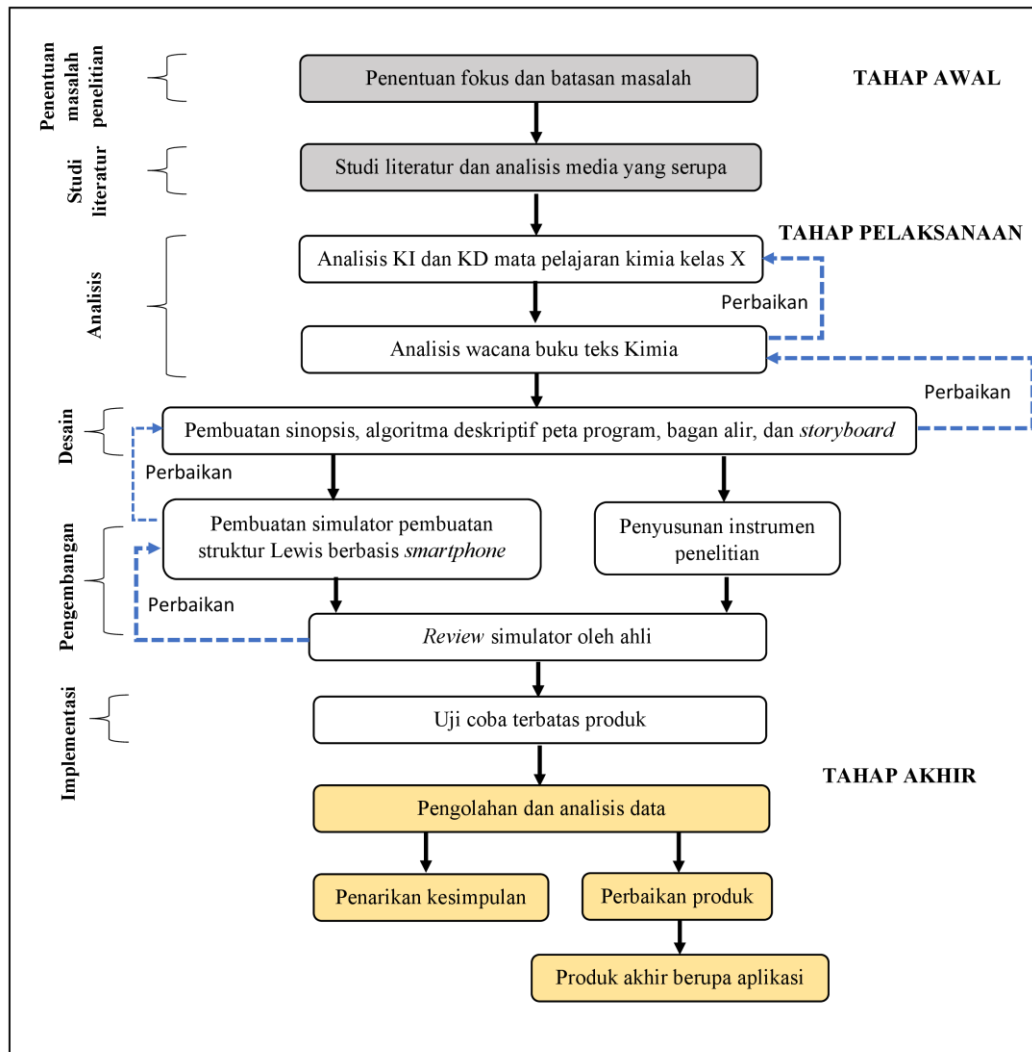 Penentuan
masalah
penelitian
Penentuan fokus dan batasan masalah
TAHAP AWAL
Studi
literatur
Studi literatur dan analisis media yang serupa
TAHAP PELAKSANAAN
Analisis
Analisis KI dan KD mata pelajaran kimia kelas X
Perbaikan
Analisis wacana buku teks Kimia
Perbaikan
Desain
Pembuatan sinopsis, algoritma deskriptif peta program, bagan alir, dan storyboard
Perbaikan
Pengembangan
Pembuatan simulator pembuatan
struktur Lewis berbasis smartphone
Penyusunan instrumen
penelitian
Perbaikan
Review simulator oleh ahli
Implementasi
Uji coba terbatas produk
TAHAP AKHIR
Pengolahan dan analisis data
Penarikan kesimpulan
Perbaikan produk
Produk akhir berupa aplikasi